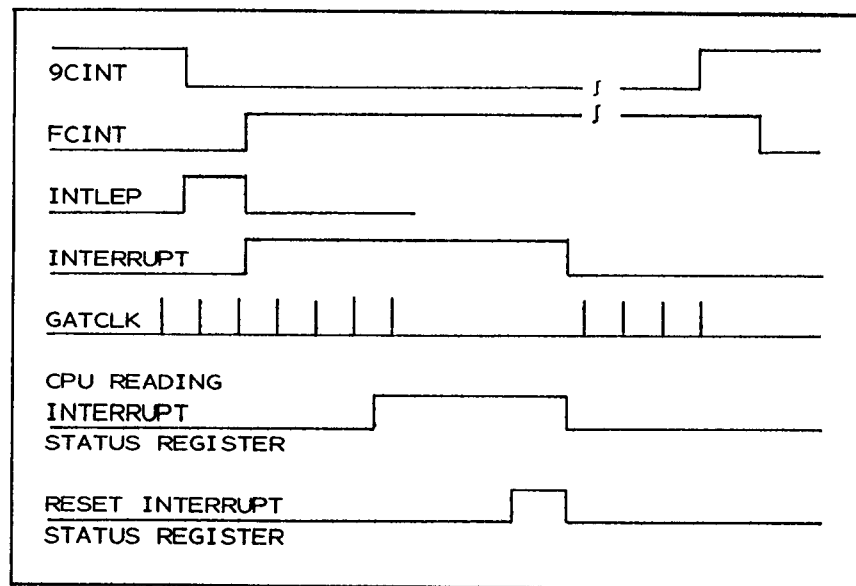 9CINT
FCINT
INTLEP
INTERRUPT
GATCLK
CPU READING
INTERRUPT
STATUS REGISTER
RESET INTERRUPT
STATUS REGISTER